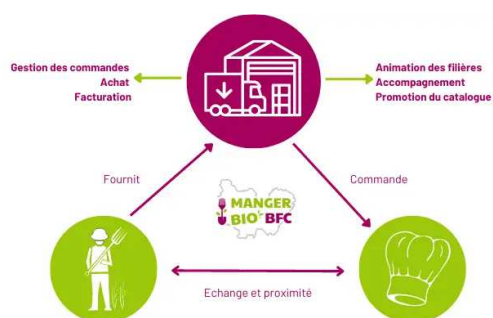 Gestion des commandes
Achat
Facturation
Animation des filières
Accompagnement
Promotion du catalogue
Fournit
Commande
MANGER
BIO BFC
Echange et proximité